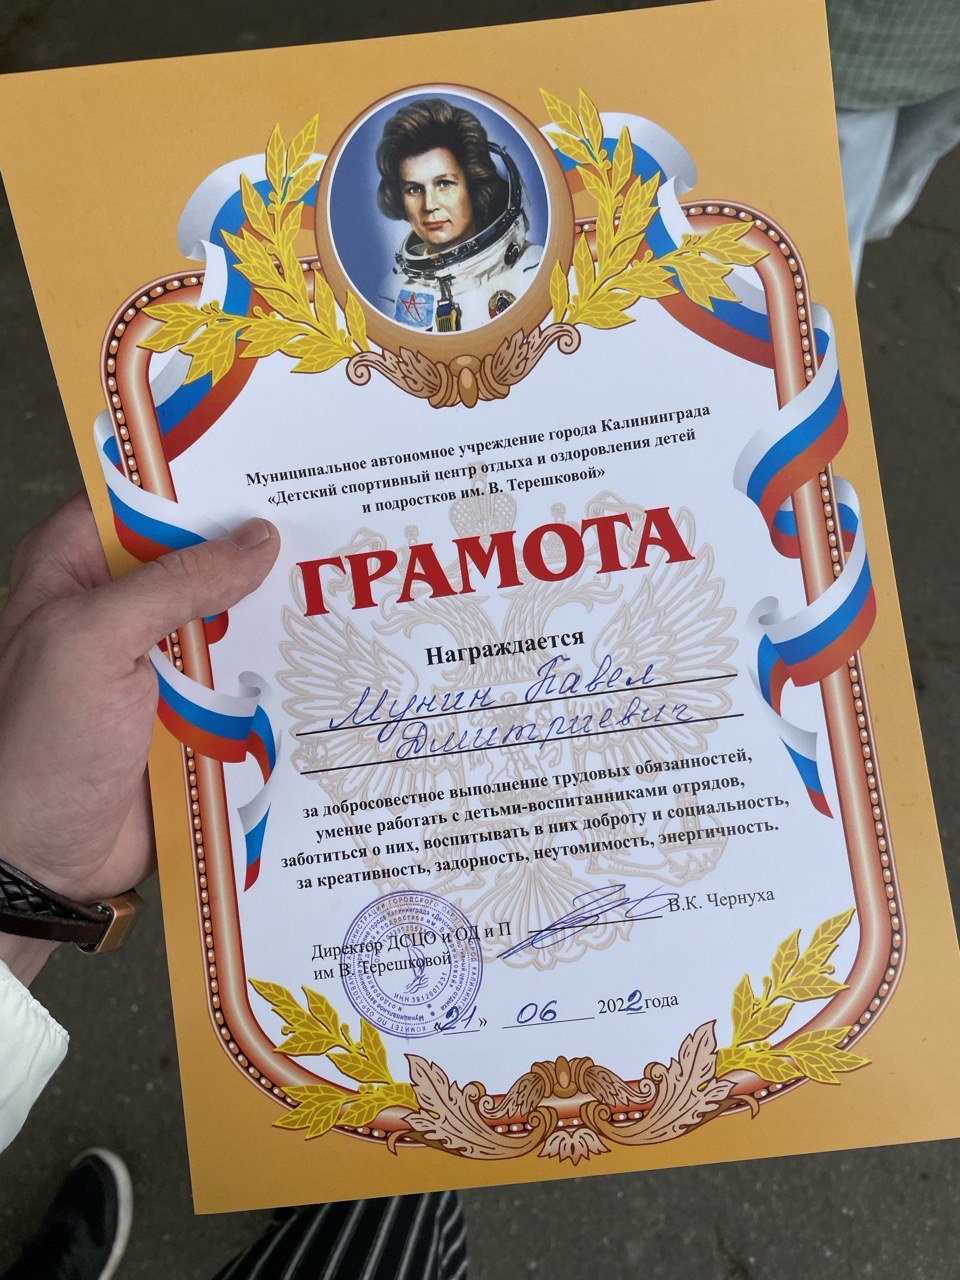 Муниципальное автономное учреждение города Калининграда
«Детский спортивный центр отдыха и оздоровления детей
и подростков им. В. Терешковой»
ГРАМОТА
Награждается
Мунин Павел
Дмитриевич
за добросовестное выполнение трудовых обязанностей,
умение работать с детьми-воспитанниками отрядов,
заботиться о них, воспитывать в них доброту и социальность,
за креативность, задорность, неутомимость, энергичность.
Директор ДСЦО и ОД и П
им В. Терешковой
В.К. Чернуха
«21» 06 2022 года